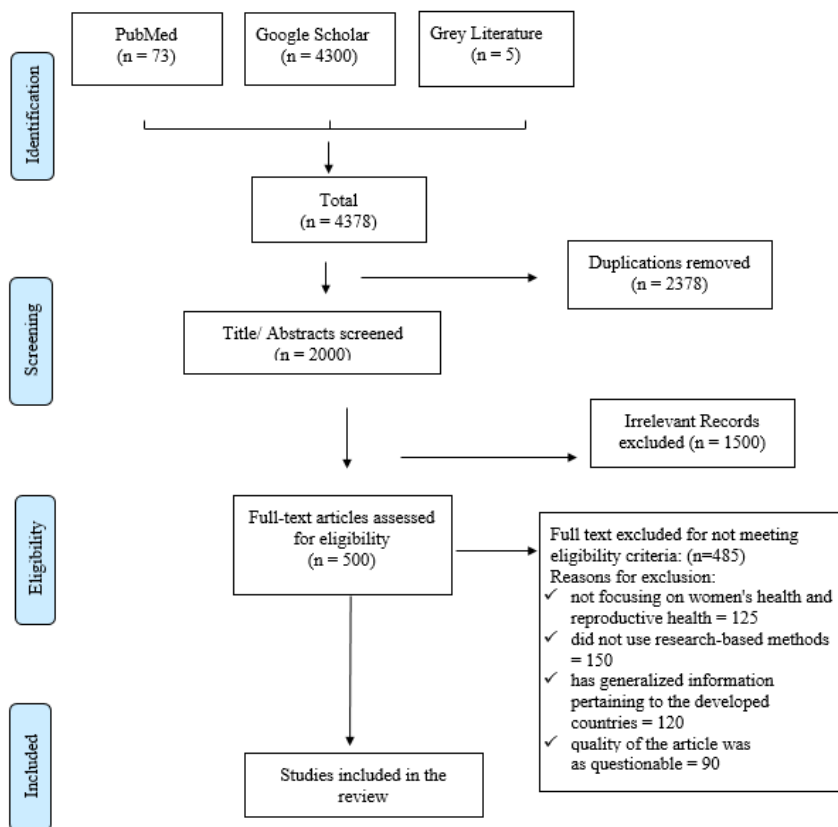 PubMed
(n = 73)
Google Scholar
(n = 4300)
Grey Literature
(n = 5)
Identification
Total
(n = 4378)
Duplications removed
(n = 2378)
Screening
Title/ Abstracts screened
(n = 2000)
Irrelevant Records
excluded (n = 1500)
Eligibility
Full-text articles assessed
for eligibility
(n = 500)
Full text excluded for not meeting
eligibility criteria: (n=485)
Reasons for exclusion:
✓ not focusing on women's health and
reproductive health = 125
✓ did not use research-based methods
= 150
✓ has generalized information
pertaining to the developed
countries = 120
✓ quality of the article was
as questionable = 90
Included
Studies included in the
review